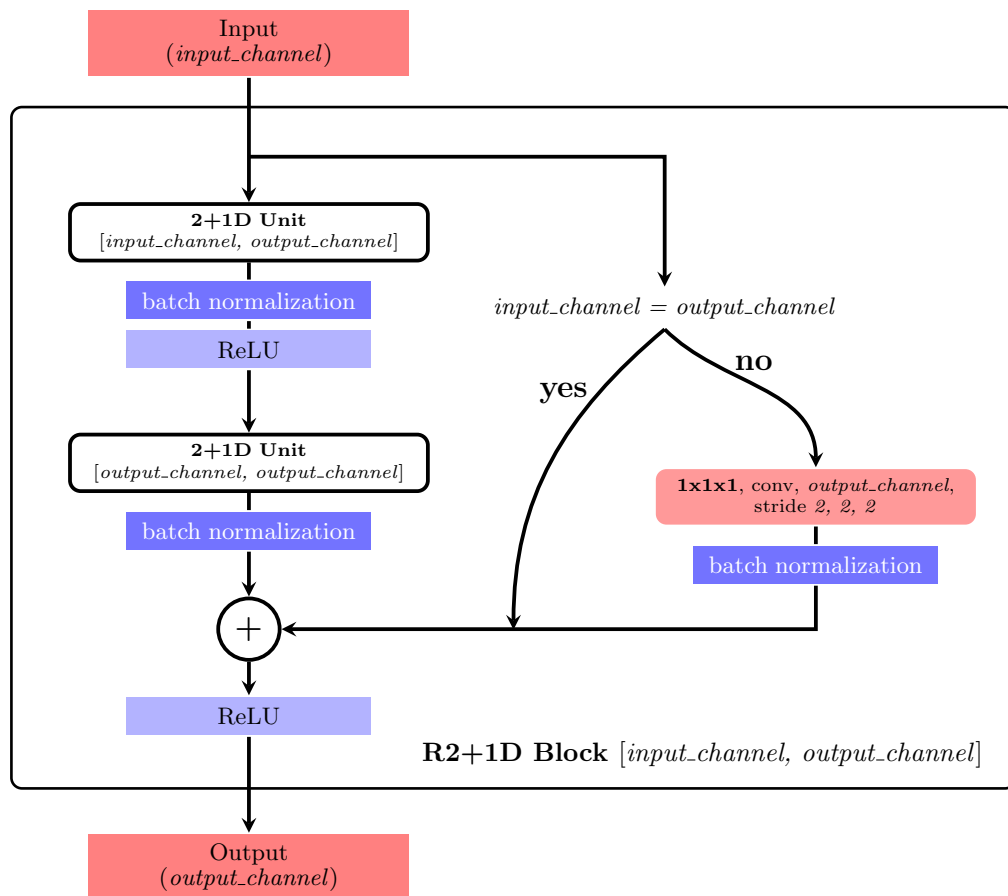 Input
(input_channel)
2+1D Unit
[input_channel, output_channel]
batch normalization
ReLU
input_channel = output_channel
yes
no
2+1D Unit
[output_channel, output_channel]
batch normalization
1x1x1, conv, output_channel,
stride 2, 2, 2
batch normalization
+
ReLU
R2+1D Block [input_channel, output_channel]
Output
(output_channel)